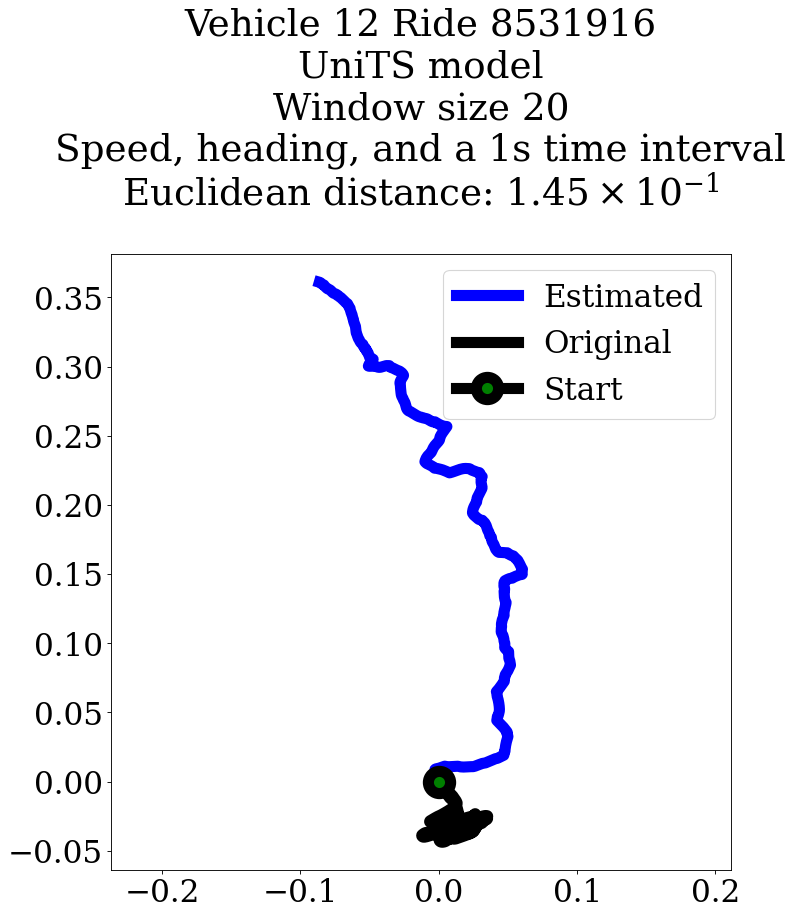 Vehicle 12 Ride 8531916
UniTS model
Window size 20
Speed, heading, and a 1s time interval
Euclidean distance: 1.45 × 10⁻¹
Estimated
Original
Start
0.35
0.30
0.25
0.20
0.15
0.10
0.05
0.00
−0.05
−0.2
−0.1
0.0
0.1
0.2